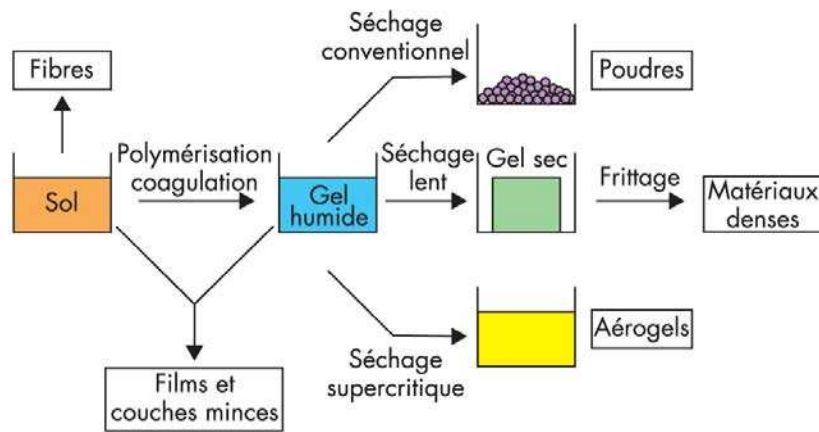 Séchage
conventionnel
Fibres
Poudres
Polymérisation
coagulation
Sol
Gel
humide
Séchage
lent
Gel sec
Frittage
Matériaux
denses
Séchage
supercritique
Aérogels
Films et
couches minces